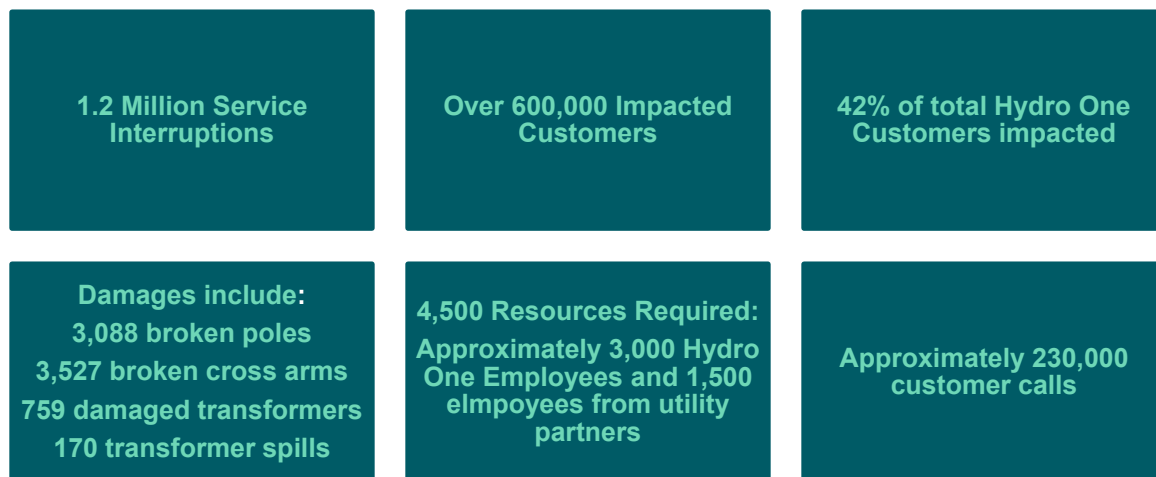 1.2 Million Service
Interruptions
Over 600,000 Impacted
Customers
42% of total Hydro One
Customers impacted
Damages include:
3,088 broken poles
3,527 broken cross arms
759 damaged transformers
170 transformer spills
4,500 Resources Required:
Approximately 3,000 Hydro
One Employees and 1,500
elmpoyees from utility
partners
Approximately 230,000
customer calls